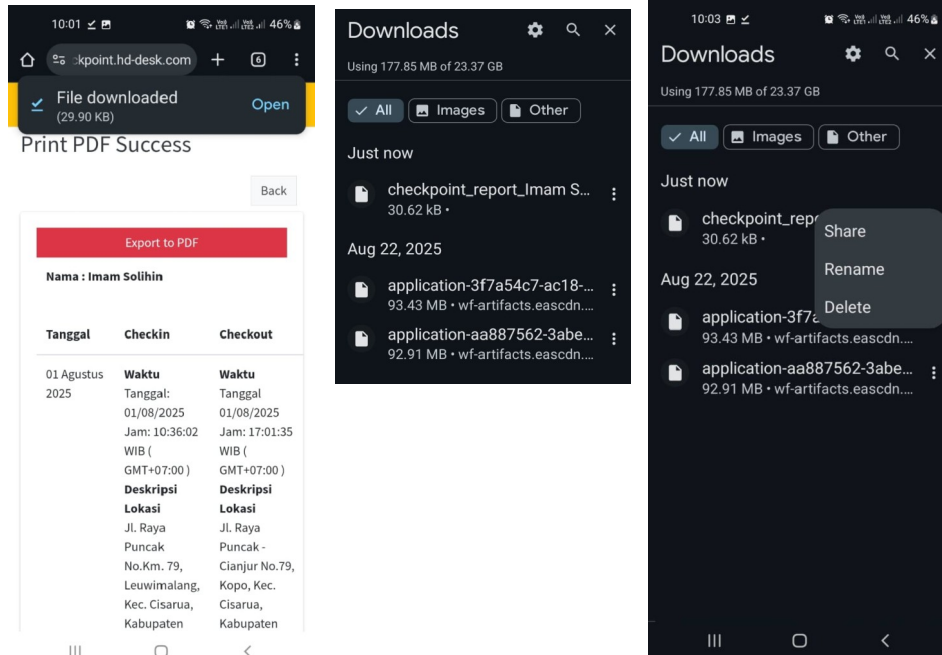 10:01
46%
ckpoint.hd-desk.com
6
File downloaded
(29.90 KB)
Open
Print PDF Success
Back
Export to PDF
Nama : Imam Solihin
Tanggal Checkin Checkout
01 Agustus
2025
Waktu
Tanggal:
01/08/2025
Jam: 10:36:02
WIB (
GMT+07:00 )
Deskripsi
Lokasi
Jl. Raya
Puncak
No.Km. 79,
Leuwimalang,
Kec. Cisarua,
Kabupaten
Waktu
Tanggal
01/08/2025
Jam: 17:01:35
WIB (
GMT+07:00 )
Deskripsi
Lokasi
Jl. Raya
Puncak -
Cianjur No.79,
Kopo, Kec.
Cisarua,
Kabupaten
Downloads
Using 177.85 MB of 23.37 GB
All
Images
Other
Just now
checkpoint_report_Imam S...
30.62 kB •
Aug 22, 2025
application-3f7a54c7-ac18-...
93.43 MB • wf-artifacts.eascdn....
application-aa887562-3abe...
92.91 MB • wf-artifacts.eascdn....
10:03
46%
Downloads
Using 177.85 MB of 23.37 GB
All
Images
Other
Just now
checkpoint_repo
30.62 kB •
Share
Rename
Delete
Aug 22, 2025
application-3f7a
93.43 MB • wf-artifacts.eascdn....
application-aa887562-3abe...
92.91 MB • wf-artifacts.eascdn....